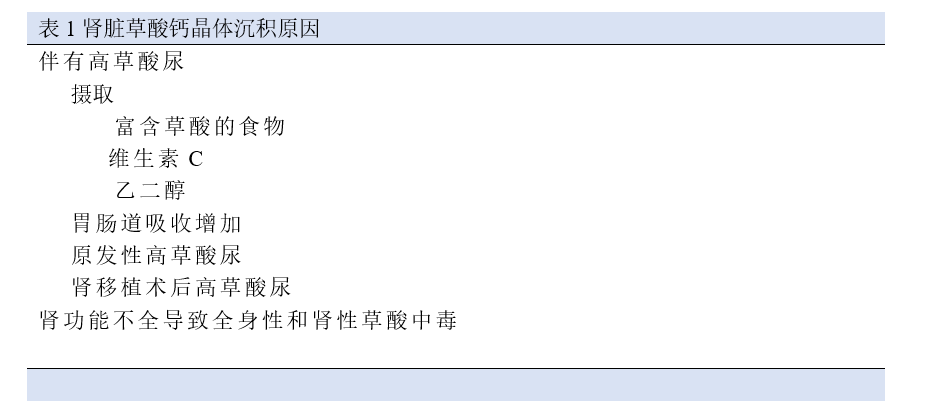 表 1 肾脏草酸钙晶体沉积原因
伴有高草酸尿
摄取
富含草酸的食物
维生素 C
乙二醇
胃肠道吸收增加
原发性高草酸尿
肾移植术后高草酸尿
肾功能不全导致全身性和肾性草酸中毒